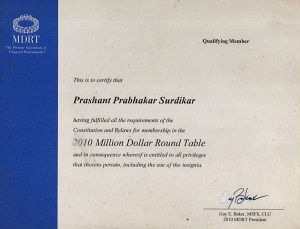 MDRT
The Premier Association of
Financial Professionals
Qualifying Member
This is to certify that
Prashant Prabhakar Surdikar
having fulfilled all the requirements of the
Constitution and Bylaws for membership in the
2010 Million Dollar Round Table
and in consequence whereof is entitled to all privileges
that thereto pertain, including the use of the insignia.
Guy E. Baker, MSFS, CLU
2010 MDRT President